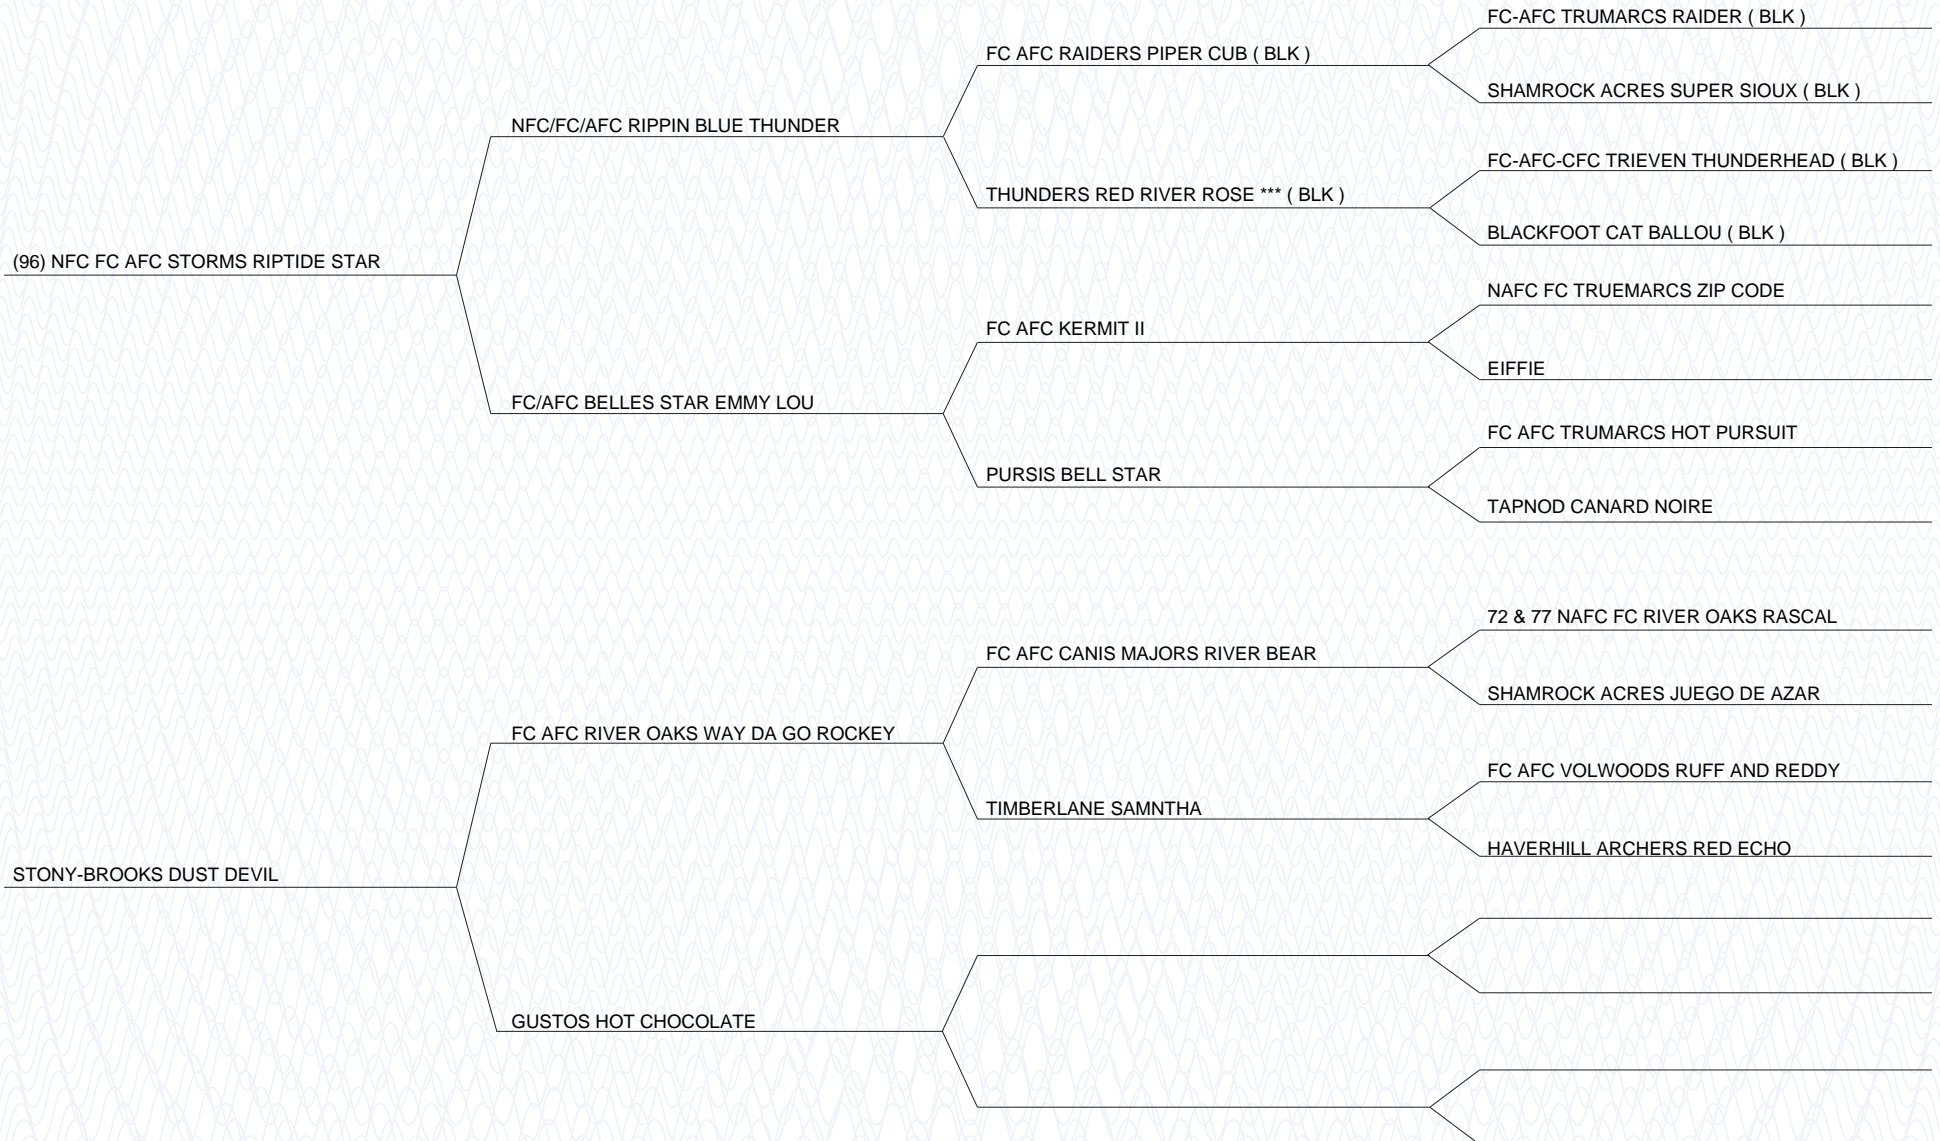 FC-AFC TRUMARCS RAIDER ( BLK )
FC AFC RAIDERS PIPER CUB ( BLK )
SHAMROCK ACRES SUPER SIOUX ( BLK )
NFC/FC/AFC RIPPIN BLUE THUNDER
FC-AFC-CFC TRIEVEN THUNDERHEAD ( BLK )
THUNDERS RED RIVER ROSE *** ( BLK )
BLACKFOOT CAT BALLOU ( BLK )
(96) NFC FC AFC STORMS RIPTIDE STAR
NAFC FC TRUEMARCS ZIP CODE
FC AFC KERMIT II
EIFFIE
FC/AFC BELLES STAR EMMY LOU
FC AFC TRUMARCS HOT PURSUIT
PURSIS BELL STAR
TAPNOD CANARD NOIRE
72 & 77 NAFC FC RIVER OAKS RASCAL
FC AFC CANIS MAJORS RIVER BEAR
SHAMROCK ACRES JUEGO DE AZAR
FC AFC RIVER OAKS WAY DA GO ROCKEY
FC AFC VOLWOODS RUFF AND REDDY
TIMBERLANE SAMNTHA
HAVERHILL ARCHERS RED ECHO
STONY-BROOKS DUST DEVIL
GUSTOS HOT CHOCOLATE